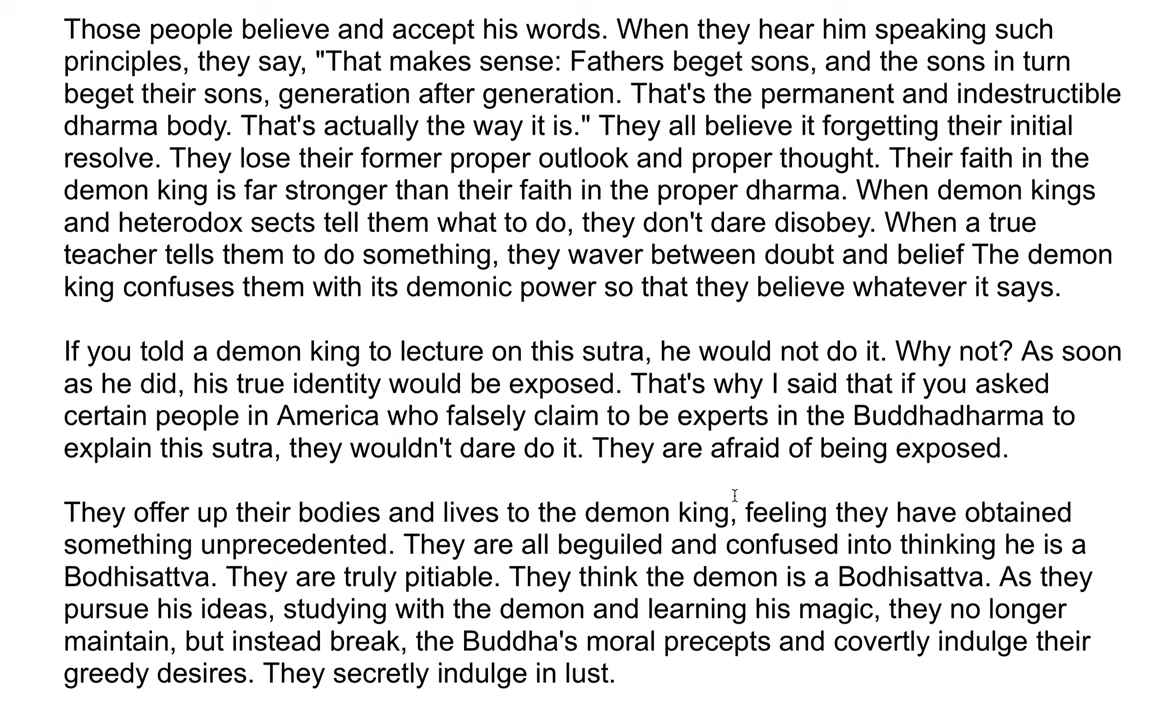 Those people believe and accept his words. When they hear him speaking such
principles, they say, "That makes sense: Fathers beget sons, and the sons in turn
beget their sons, generation after generation. That's the permanent and indestructible
dharma body. That's actually the way it is." They all believe it forgetting their initial
resolve. They lose their former proper outlook and proper thought. Their faith in the
demon king is far stronger than their faith in the proper dharma. When demon kings
and heterodox sects tell them what to do, they don't dare disobey. When a true
teacher tells them to do something, they waver between doubt and belief The demon
king confuses them with its demonic power so that they believe whatever it says.

If you told a demon king to lecture on this sutra, he would not do it. Why not? As soon
as he did, his true identity would be exposed. That's why I said that if you asked
certain people in America who falsely claim to be experts in the Buddhadharma to
explain this sutra, they wouldn't dare do it. They are afraid of being exposed.

They offer up their bodies and lives to the demon king, feeling they have obtained
something unprecedented. They are all beguiled and confused into thinking he is a
Bodhisattva. They are truly pitiable. They think the demon is a Bodhisattva. As they
pursue his ideas, studying with the demon and learning his magic, they no longer
maintain, but instead break, the Buddha's moral precepts and covertly indulge their
greedy desires. They secretly indulge in lust.